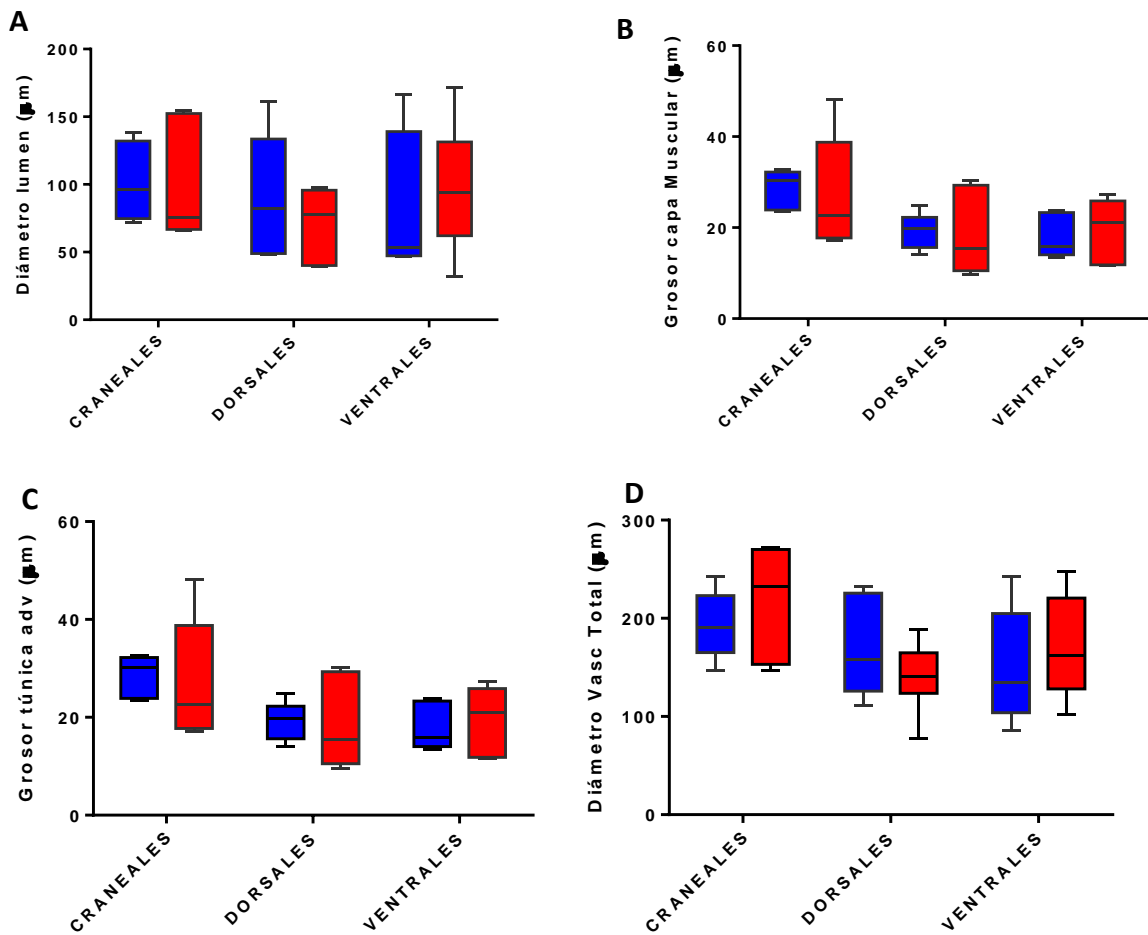 A
Diámetro lumen (µm)
200
150
100
50
0
CRANEALES
DORSALES
VENTRALES
B
Grosor capa Muscular (µm)
60
40
20
0
CRANEALES
DORSALES
VENTRALES
C
Grosor túnica adv (µm)
60
40
20
0
CRANEALES
DORSALES
VENTRALES
D
Diámetro Vasc Total (µm)
300
200
100
0
CRANEALES
DORSALES
VENTRALES